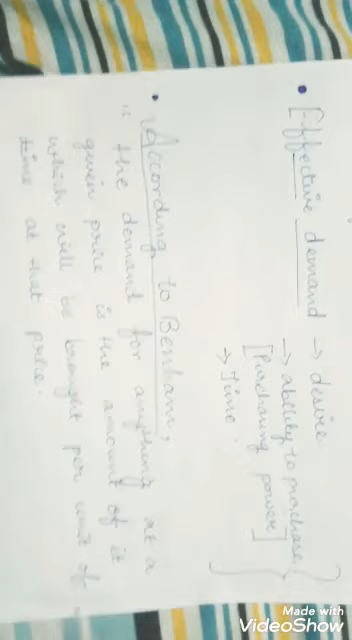 • Effective demand → desire
→ ability to purchase
[Purchasing power]
→ Time.
• According to Benham,
" the demand for anything at a
given price is the amount of it
which will be bought per unit of
time at that price.
Made with
VideoShow